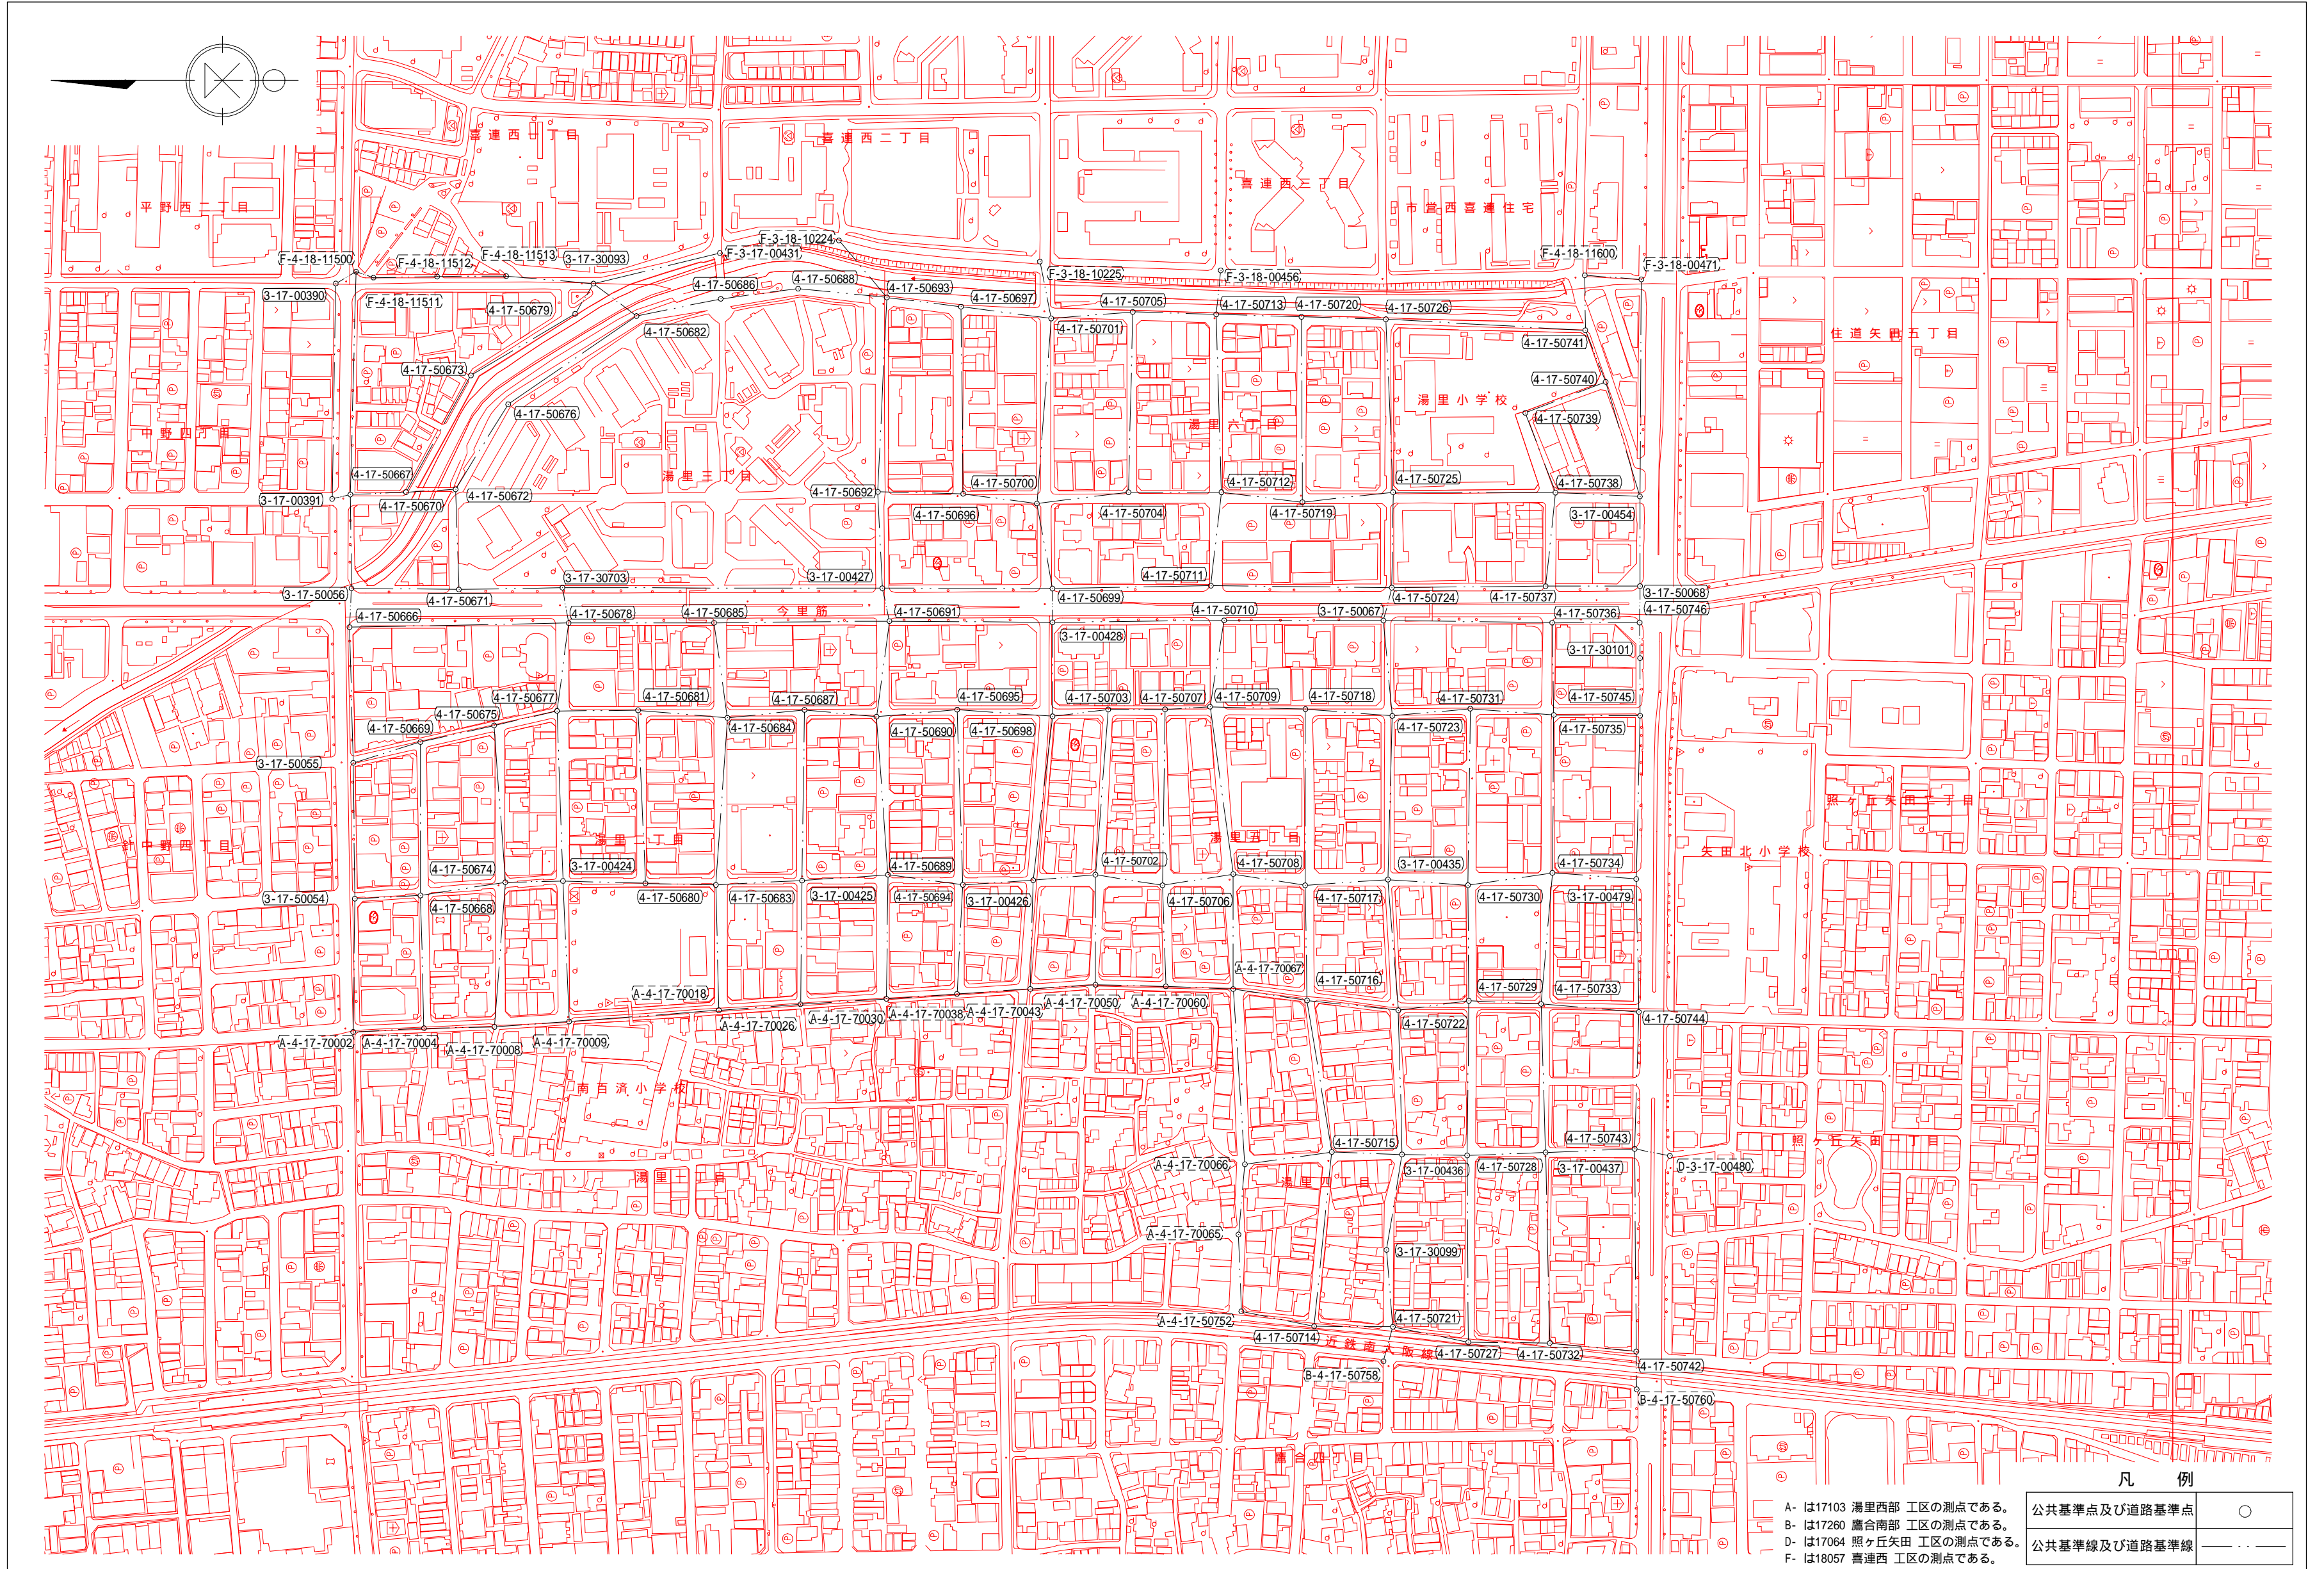 喜連西一丁目
喜連西二丁目
喜連西三丁目
市営西喜連住宅
平野西二丁目
F-3-18-10224
F-4-18-11500
F-4-18-11512
F-4-18-11513
3-17-30093
F-3-17-00431
F-4-18-11600
F-3-18-00471
F-3-18-10225
F-3-18-00456
4-17-50686
4-17-50688
4-17-50693
4-17-50697
3-17-00390
F-4-18-11511
4-17-50679
4-17-50705
4-17-50713
4-17-50720
4-17-50726
4-17-50682
4-17-50701
4-17-50741
住道矢田五丁目
4-17-50673
4-17-50740
4-17-50676
湯里小学校
4-17-50739
中野四丁目
湯里六丁目
4-17-50667
湯里三丁目
4-17-50700
4-17-50712
4-17-50725
4-17-50738
3-17-00391
4-17-50672
4-17-50692
4-17-50670
4-17-50696
4-17-50704
4-17-50719
3-17-00454
3-17-30703
3-17-00427
4-17-50711
3-17-50056
4-17-50671
4-17-50699
4-17-50724
4-17-50737
3-17-50068
4-17-50666
4-17-50678
4-17-50685
今里筋
4-17-50691
4-17-50710
3-17-50067
4-17-50736
4-17-50746
3-17-00428
3-17-30101
4-17-50677
4-17-50681
4-17-50687
4-17-50695
4-17-50703
4-17-50707
4-17-50709
4-17-50718
4-17-50731
4-17-50745
4-17-50669
4-17-50675
4-17-50684
4-17-50690
4-17-50698
4-17-50723
4-17-50735
3-17-50055
照ヶ丘矢田二丁目
針中野四丁目
湯里二丁目
湯里五丁目
矢田北小学校
4-17-50674
3-17-00424
4-17-50689
4-17-50702
4-17-50708
3-17-00435
4-17-50734
3-17-50054
4-17-50668
4-17-50680
4-17-50683
3-17-00425
4-17-50694
3-17-00426
4-17-50706
4-17-50717
4-17-50730
3-17-00479
A-4-17-70067
4-17-50716
4-17-50729
4-17-50733
A-4-17-70018
A-4-17-70026
A-4-17-70030
A-4-17-70038
A-4-17-70043
A-4-17-70050
A-4-17-70060
4-17-50722
4-17-50744
A-4-17-70002
A-4-17-70004
A-4-17-70008
A-4-17-70009
南百済小学校
4-17-50715
4-17-50743
照ヶ丘矢田一丁目
A-4-17-70066
3-17-00436
4-17-50728
3-17-00437
D-3-17-00480
湯里一丁目
湯里四丁目
A-4-17-70065
3-17-30099
A-4-17-50752
4-17-50721
4-17-50714
近鉄南大阪線
4-17-50727
4-17-50732
4-17-50742
B-4-17-50758
B-4-17-50760
鷹合四丁目
凡 例
公共基準点及び道路基準点
公共基準線及び道路基準線
A- は17103 湯里西部 工区の測点である。
B- は17260 鷹合南部 工区の測点である。
D- は17064 照ヶ丘矢田 工区の測点である。
F- は18057 喜連西 工区の測点である。